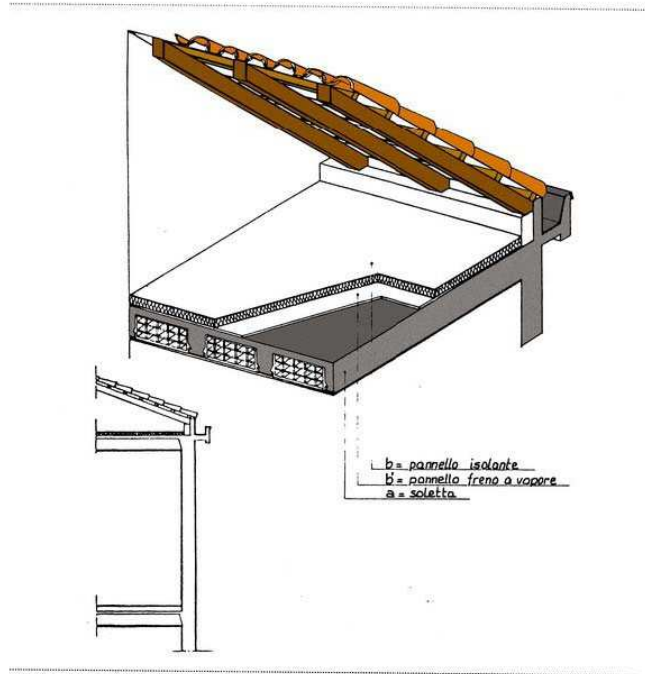 b = pannello isolante
b' = pannello freno a vapore
a = soletta